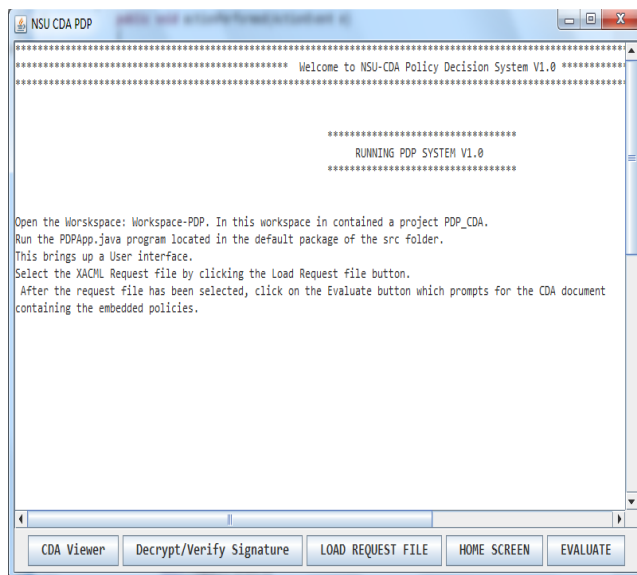 NSU CDA PDP
public void actionPerformed(ActionEvent e)
***************************************************************************************************************
************************************************* Welcome to NSU-CDA Policy Decision System V1.0 ************
***************************************************************************************************************
**********************************
RUNNING PDP SYSTEM V1.0
**********************************
Open the Worskspace: Workspace-PDP. In this workspace in contained a project PDP_CDA.
Run the PDPApp.java program located in the default package of the src folder.
This brings up a User interface.
Select the XACML Request file by clicking the Load Request file button.
After the request file has been selected, click on the Evaluate button which prompts for the CDA document
containing the embedded policies.
CDA Viewer Decrypt/Verify Signature LOAD REQUEST FILE HOME SCREEN EVALUATE